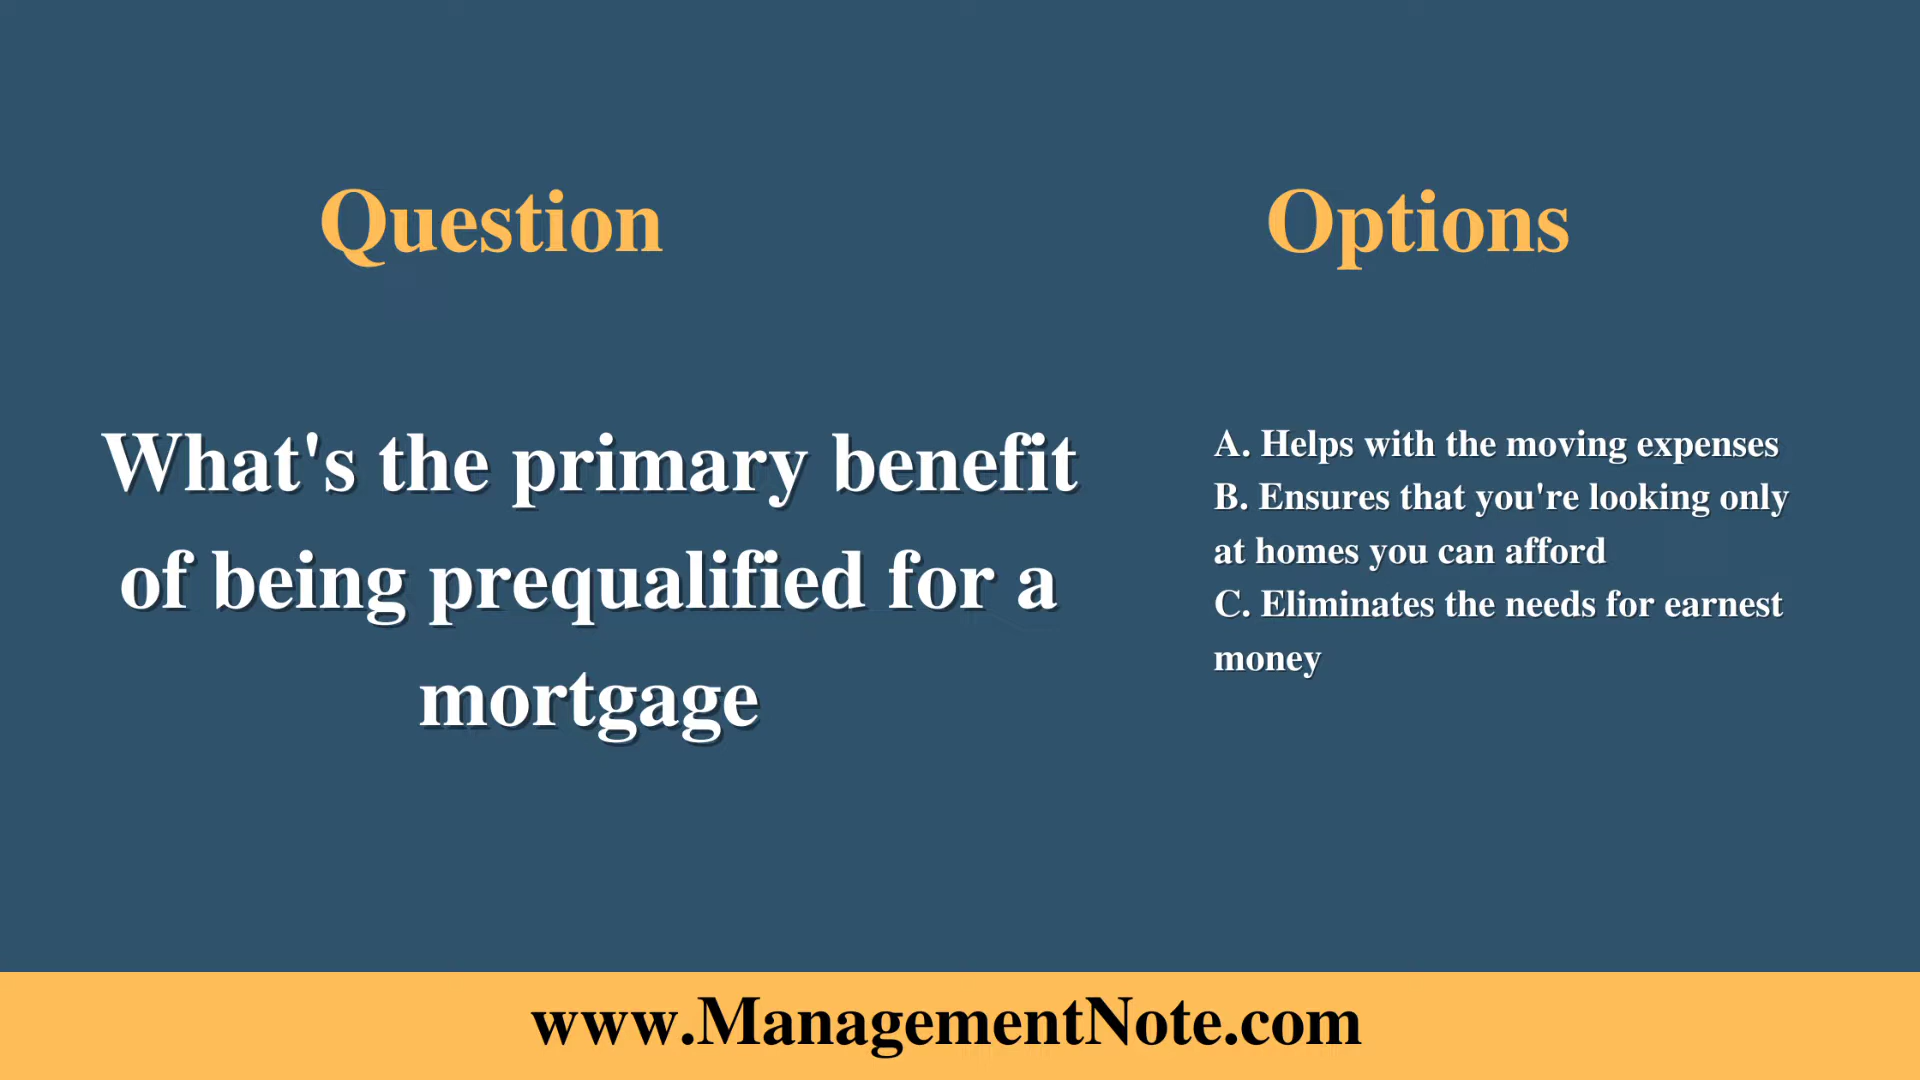 Question
What's the primary benefit
of being prequalified for a
mortgage
Options
A. Helps with the moving expenses
B. Ensures that you're looking only
at homes you can afford
C. Eliminates the needs for earnest
money
www.ManagementNote.com